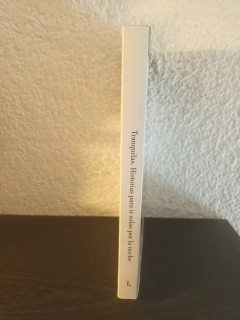 Tranquilas. Historias para ir solas por la noche
L